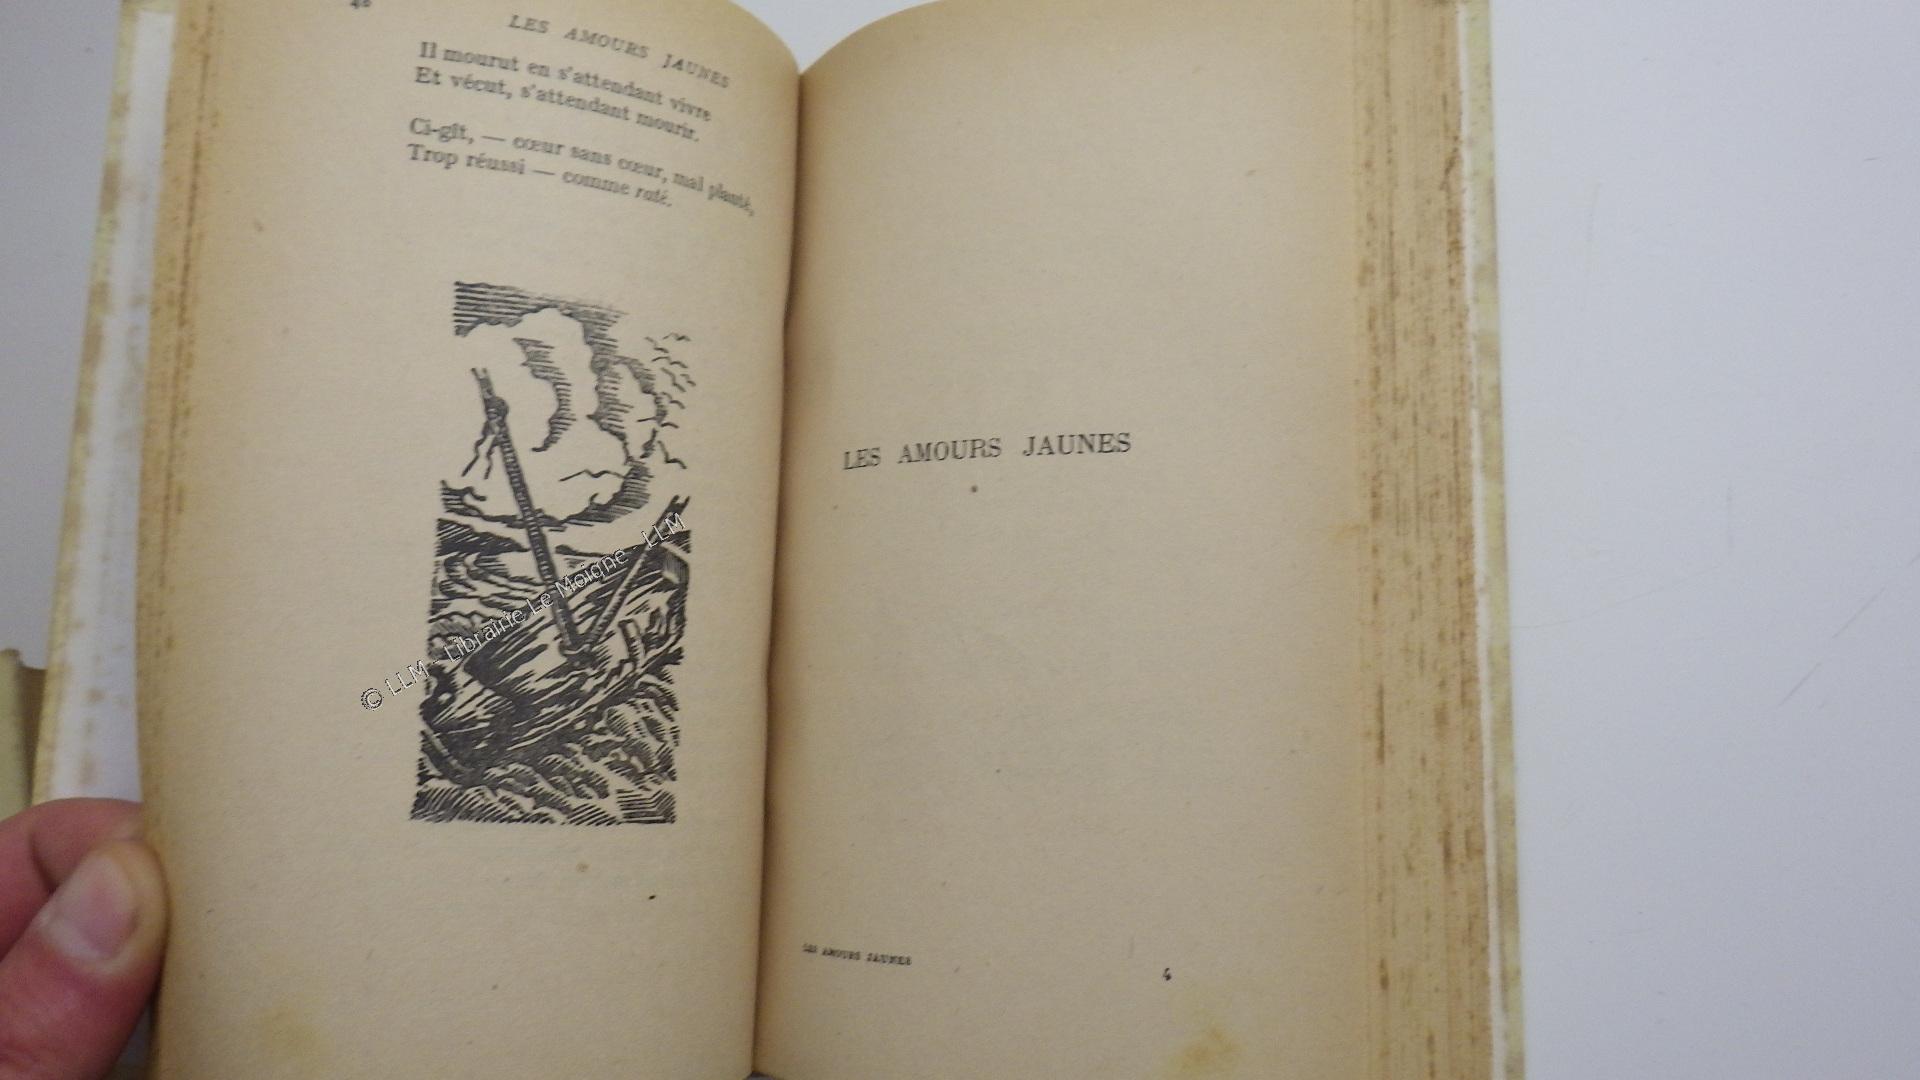 48
LES AMOURS JAUNES
Il mourut en s'attendant vivre
Et vécut, s'attendant mourir.
Ci-gît, — cœur sans cœur, mal planté,
Trop réussi — comme raté.
© LLM - Librairie Le Moigne - LLM
LES AMOURS JAUNES
LES AMOURS JAUNES
4